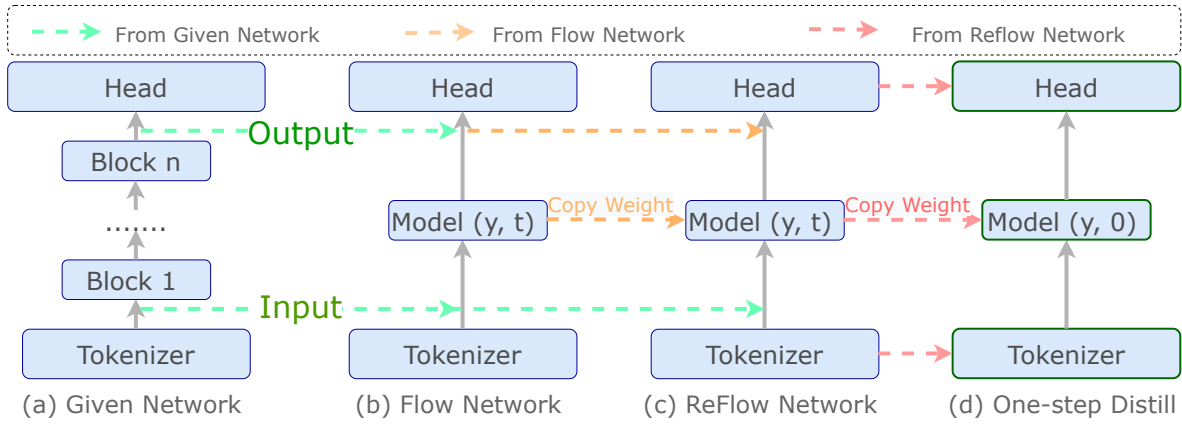 From Given Network From Flow Network From Reflow Network
Head Head Head Head
Output
Block n
Copy Weight Copy Weight
....... Model (y, t) Model (y, t) Model (y, 0)
Block 1
Input
Tokenizer Tokenizer Tokenizer Tokenizer
(a) Given Network (b) Flow Network (c) ReFlow Network (d) One-step Distill